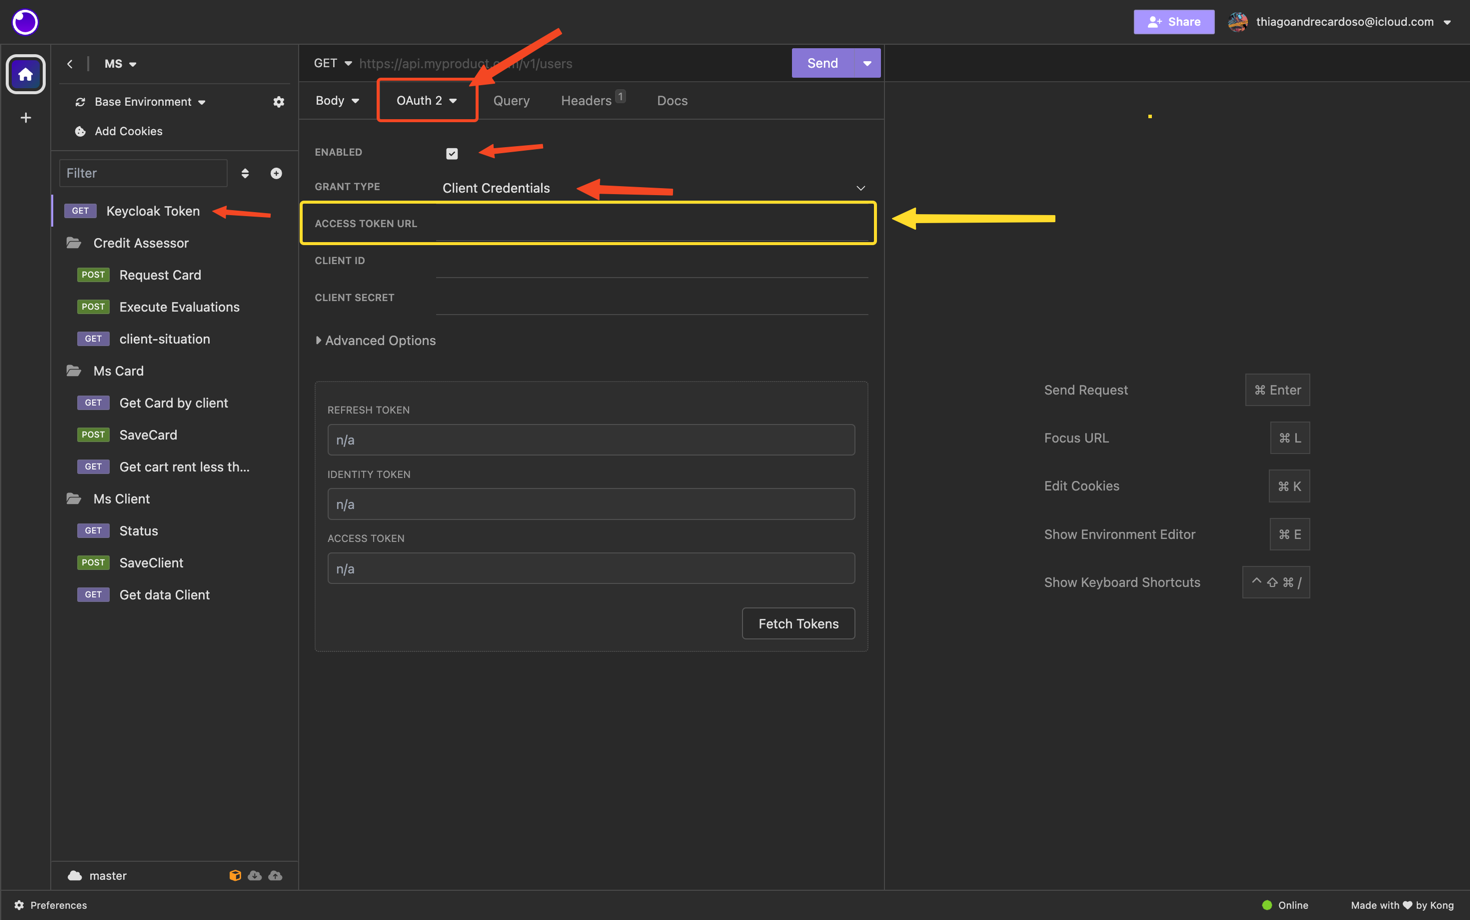 Share
thiagoandrecardoso@icloud.com
MS
GET
https://api.myproduct.com/v1/users
Send
Base Environment
Add Cookies
Body
OAuth 2
Query
Headers
1
Docs
Filter
ENABLED
GRANT TYPE
Client Credentials
ACCESS TOKEN URL
CLIENT ID
CLIENT SECRET
Advanced Options
GET Keycloak Token
Credit Assessor
POST Request Card
POST Execute Evaluations
GET client-situation
Ms Card
GET Get Card by client
POST SaveCard
GET Get cart rent less th...
Ms Client
GET Status
POST SaveClient
GET Get data Client
REFRESH TOKEN
n/a
IDENTITY TOKEN
n/a
ACCESS TOKEN
n/a
Fetch Tokens
Send Request ⌘ Enter
Focus URL ⌘ L
Edit Cookies ⌘ K
Show Environment Editor ⌘ E
Show Keyboard Shortcuts ⌃ ⇧ ⌘ /
master
Preferences
Online
Made with ♥ by Kong